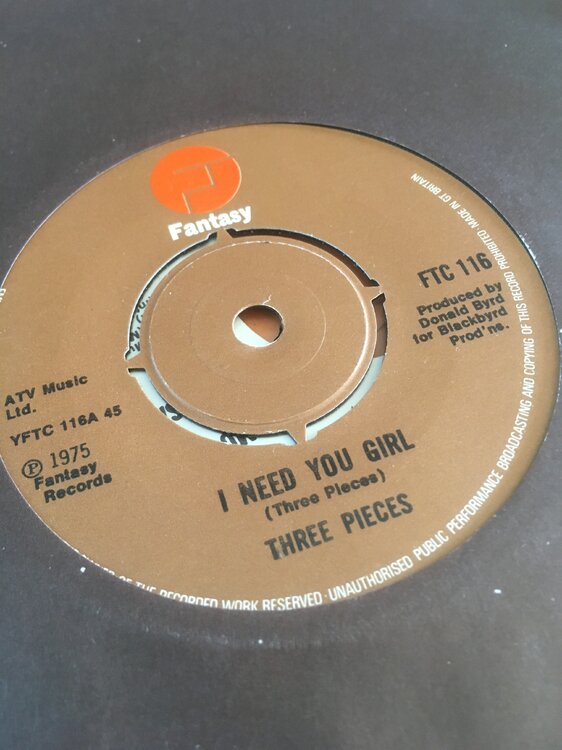 Fantasy
FTC 116
Produced by
Donald Byrd
for Blackbyrd
Prod'ns.
ATV Music
Ltd.
YFTC 116A 45
Ⓟ 1975
Fantasy
Records
I NEED YOU GIRL
(Three Pieces)
THREE PIECES
OF THE RECORDED WORK RESERVED · UNAUTHORISED PUBLIC PERFORMANCE BROADCASTING AND COPYING OF THIS RECORD PROHIBITED · MADE IN GT BRITAIN